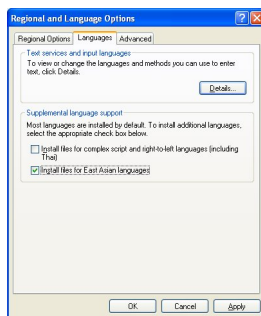 Regional and Language Options
Regional Options Languages Advanced
Text services and input languages
To view or change the languages and methods you can use to enter
text, click Details.
Details...
Supplemental language support
Most languages are installed by default. To install additional languages,
select the appropriate check box below.
Install files for complex script and right-to-left languages (including
Thai)
Install files for East Asian languages
OK Cancel Apply